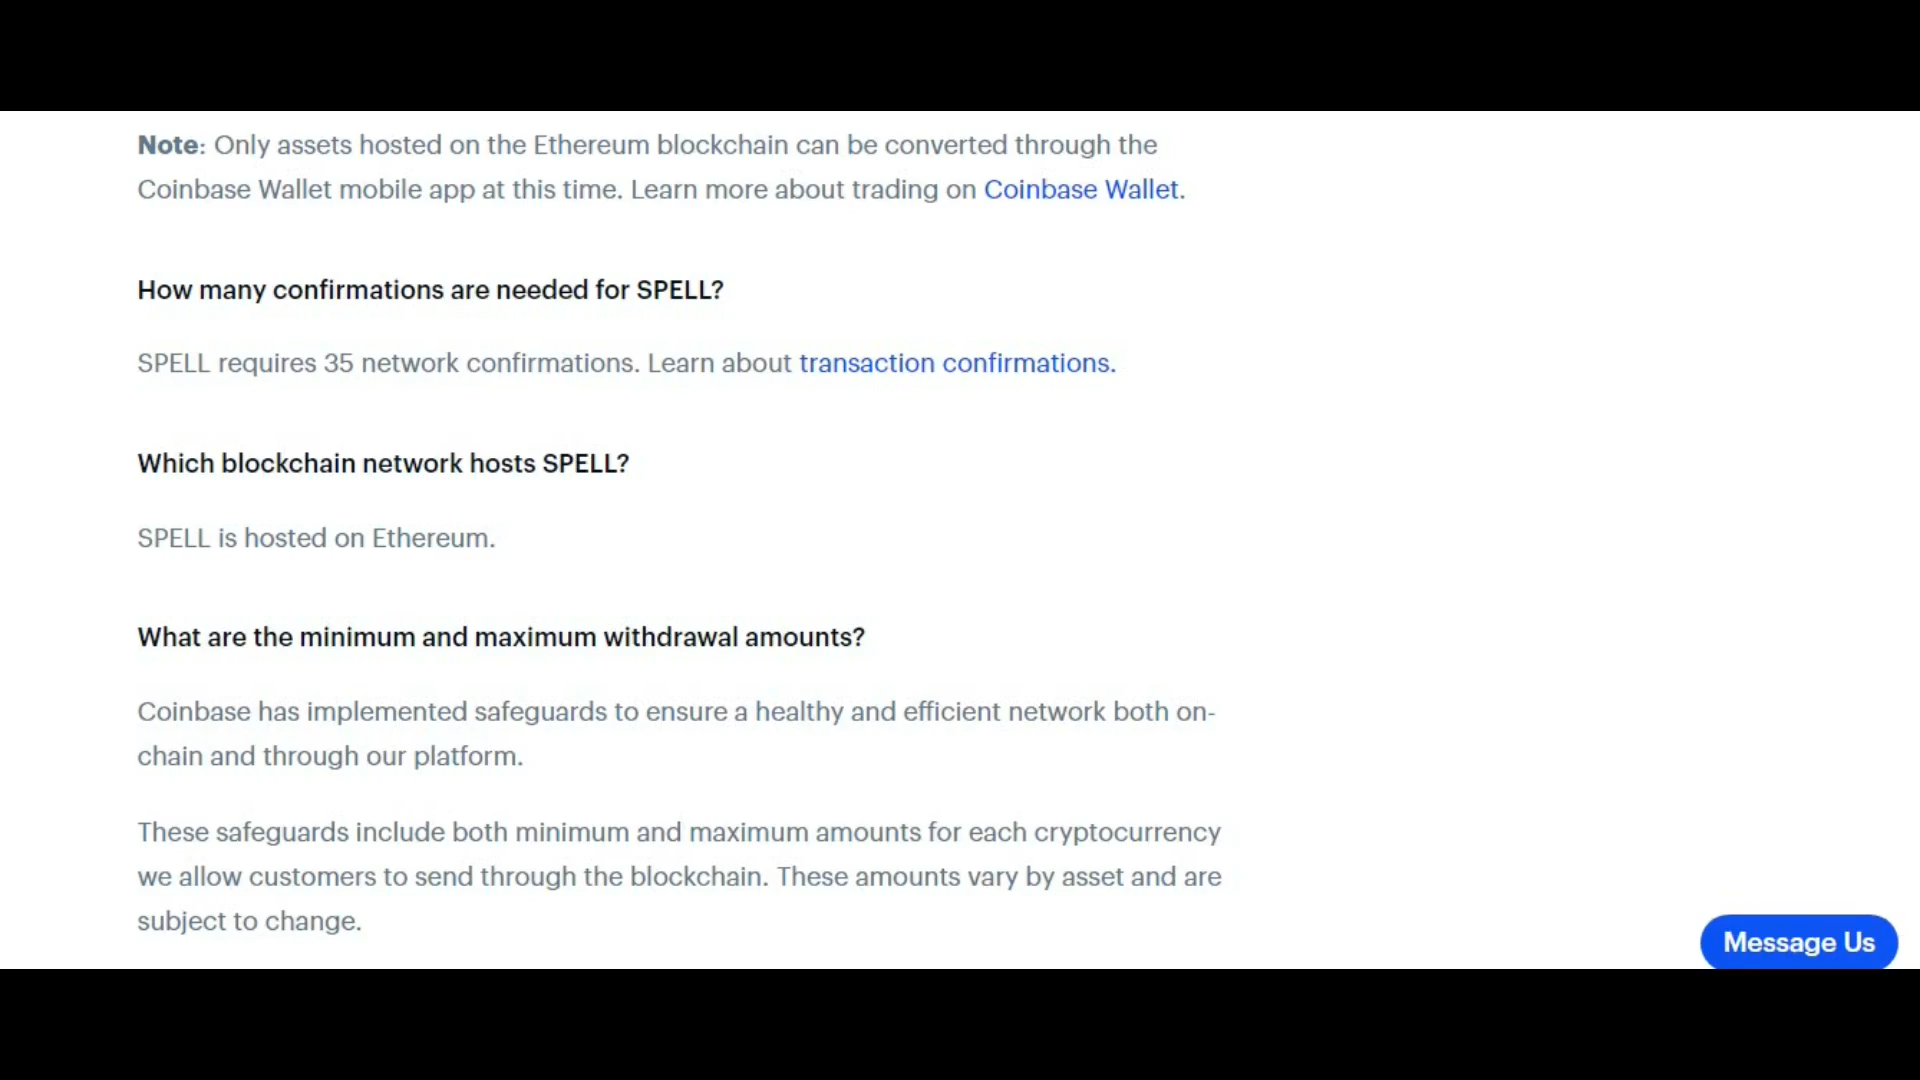 Note: Only assets hosted on the Ethereum blockchain can be converted through the
Coinbase Wallet mobile app at this time. Learn more about trading on Coinbase Wallet.
How many confirmations are needed for SPELL?
SPELL requires 35 network confirmations. Learn about transaction confirmations.
Which blockchain network hosts SPELL?
SPELL is hosted on Ethereum.
What are the minimum and maximum withdrawal amounts?
Coinbase has implemented safeguards to ensure a healthy and efficient network both on-
chain and through our platform.
These safeguards include both minimum and maximum amounts for each cryptocurrency
we allow customers to send through the blockchain. These amounts vary by asset and are
subject to change.
Message Us